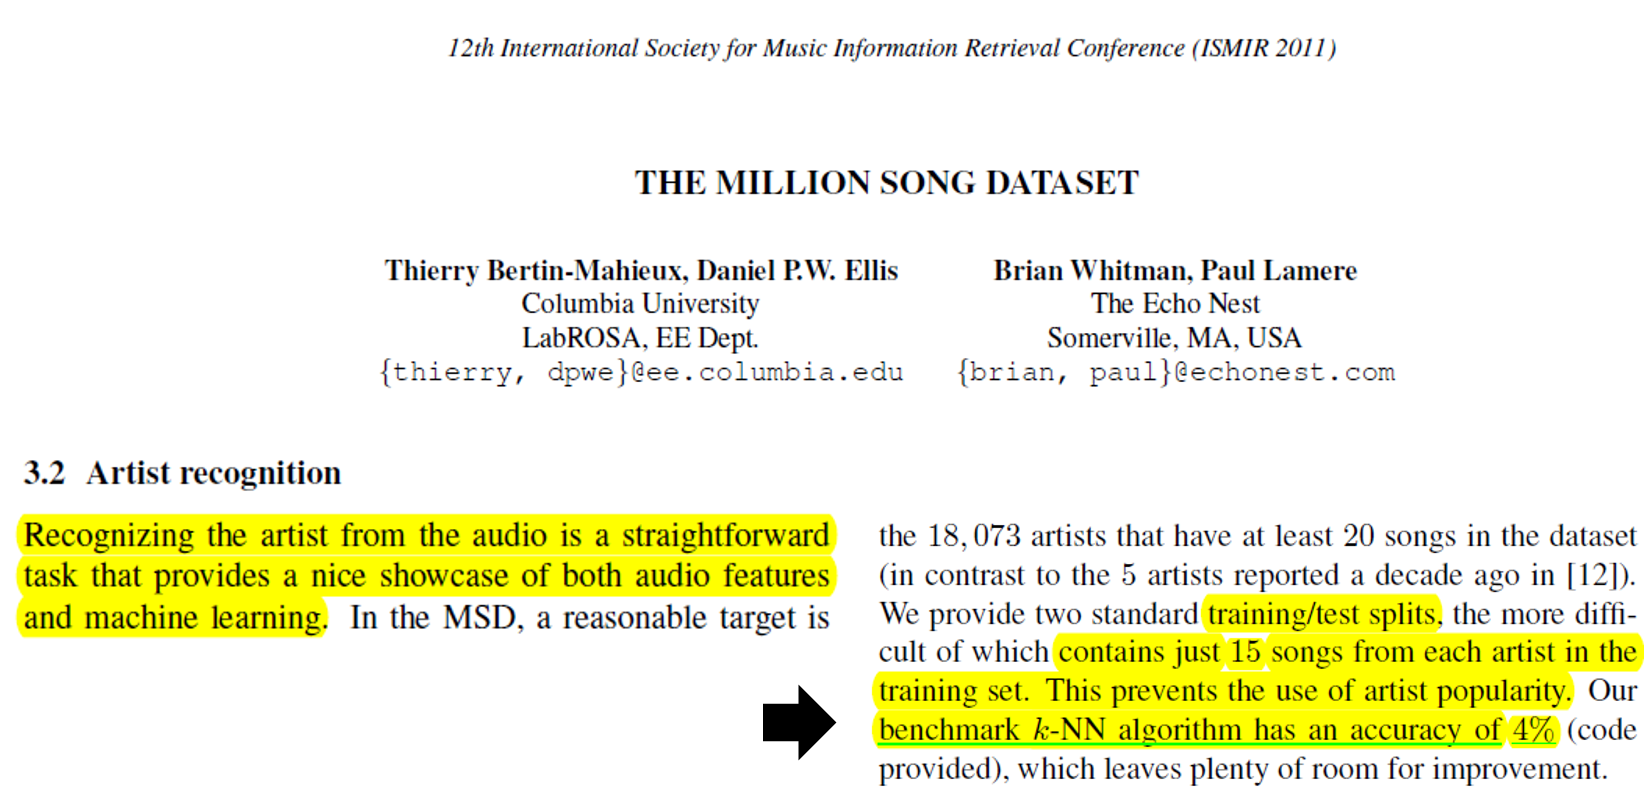 12th International Society for Music Information Retrieval Conference (ISMIR 2011)
THE MILLION SONG DATASET
Thierry Bertin-Mahieux, Daniel P.W. Ellis
Columbia University
LabROSA, EE Dept.
{thierry, dpwe}@ee.columbia.edu
Brian Whitman, Paul Lamere
The Echo Nest
Somerville, MA, USA
{brian, paul}@echonest.com
3.2 Artist recognition
Recognizing the artist from the audio is a straightforward
task that provides a nice showcase of both audio features
and machine learning. In the MSD, a reasonable target is
the 18,073 artists that have at least 20 songs in the dataset
(in contrast to the 5 artists reported a decade ago in [12]).
We provide two standard training/test splits, the more diffi-
cult of which contains just 15 songs from each artist in the
training set. This prevents the use of artist popularity. Our
benchmark k-NN algorithm has an accuracy of 4% (code
provided), which leaves plenty of room for improvement.